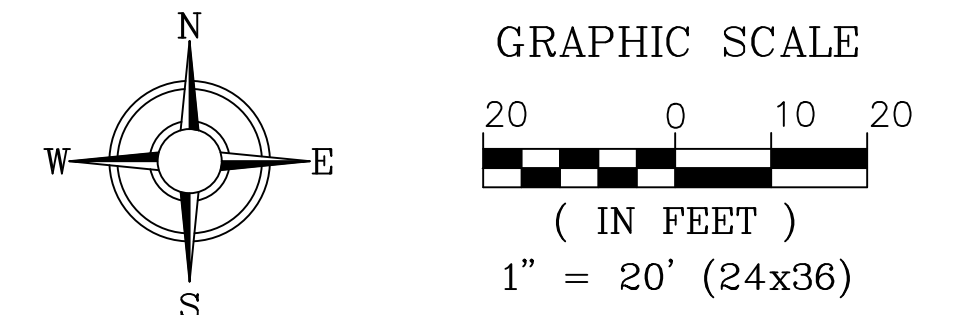 N
W E
S
GRAPHIC SCALE
20 0 10 20
( IN FEET )
1" = 20' (24x36)